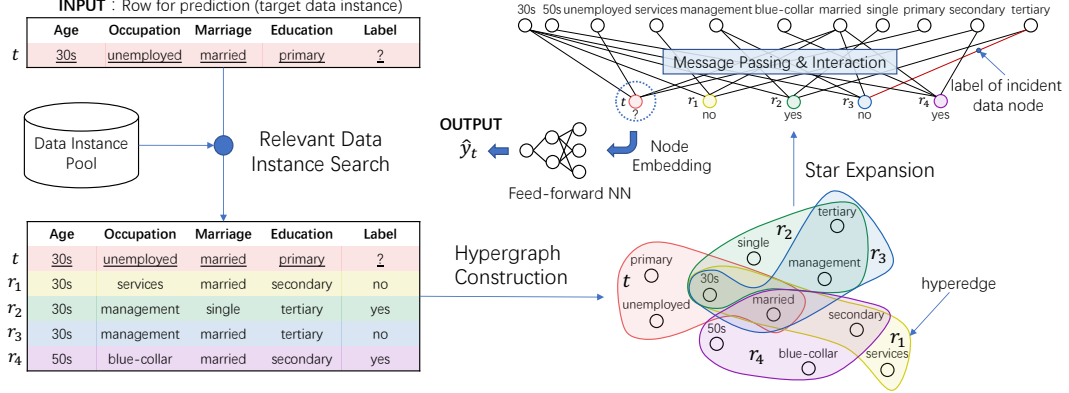 INPUT : Row for prediction (target data instance)
Age Occupation Marriage Education Label
t 30s unemployed married primary ?
Data Instance
Pool
Relevant Data
Instance Search
Age Occupation Marriage Education Label
t 30s unemployed married primary ?
r1 30s services married secondary no
r2 30s management single tertiary yes
r3 30s management married tertiary no
r4 50s blue-collar married secondary yes
Hypergraph
Construction
30s 50s unemployed services management blue-collar married single primary secondary tertiary
Message Passing & Interaction
label of incident
data node
t r1 r2 r3 r4
? no yes no yes
OUTPUT
ŷt
Node
Embedding
Feed-forward NN
Star Expansion
tertiary
single r2
r3
primary
management
t 30s
hyperedge
unemployed married
secondary
50s r1
r4 blue-collar services